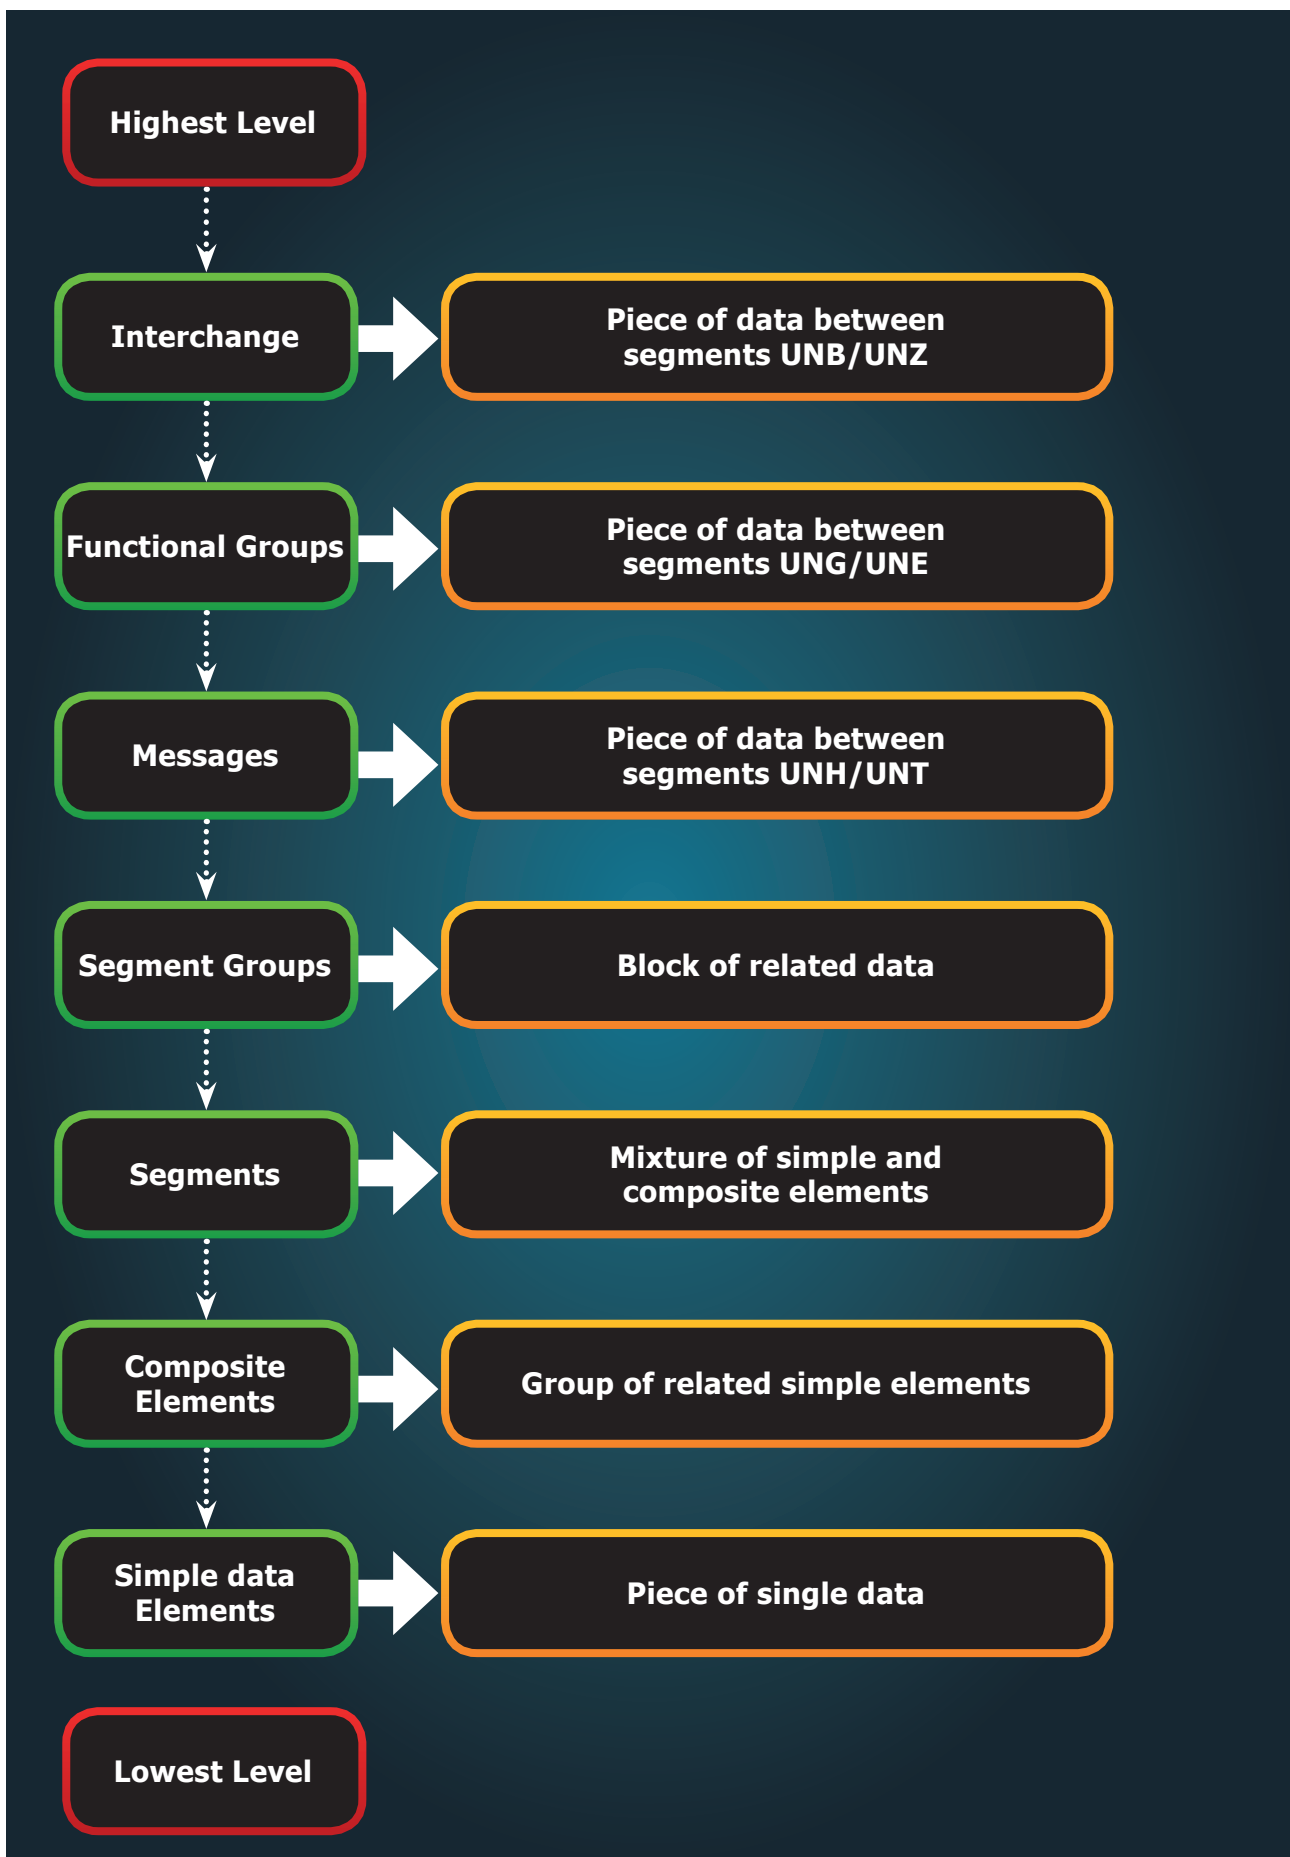 Highest Level
Interchange
Piece of data between
segments UNB/UNZ
Functional Groups
Piece of data between
segments UNG/UNE
Messages
Piece of data between
segments UNH/UNT
Segment Groups
Block of related data
Segments
Mixture of simple and
composite elements
Composite
Elements
Group of related simple elements
Simple data
Elements
Piece of single data
Lowest Level